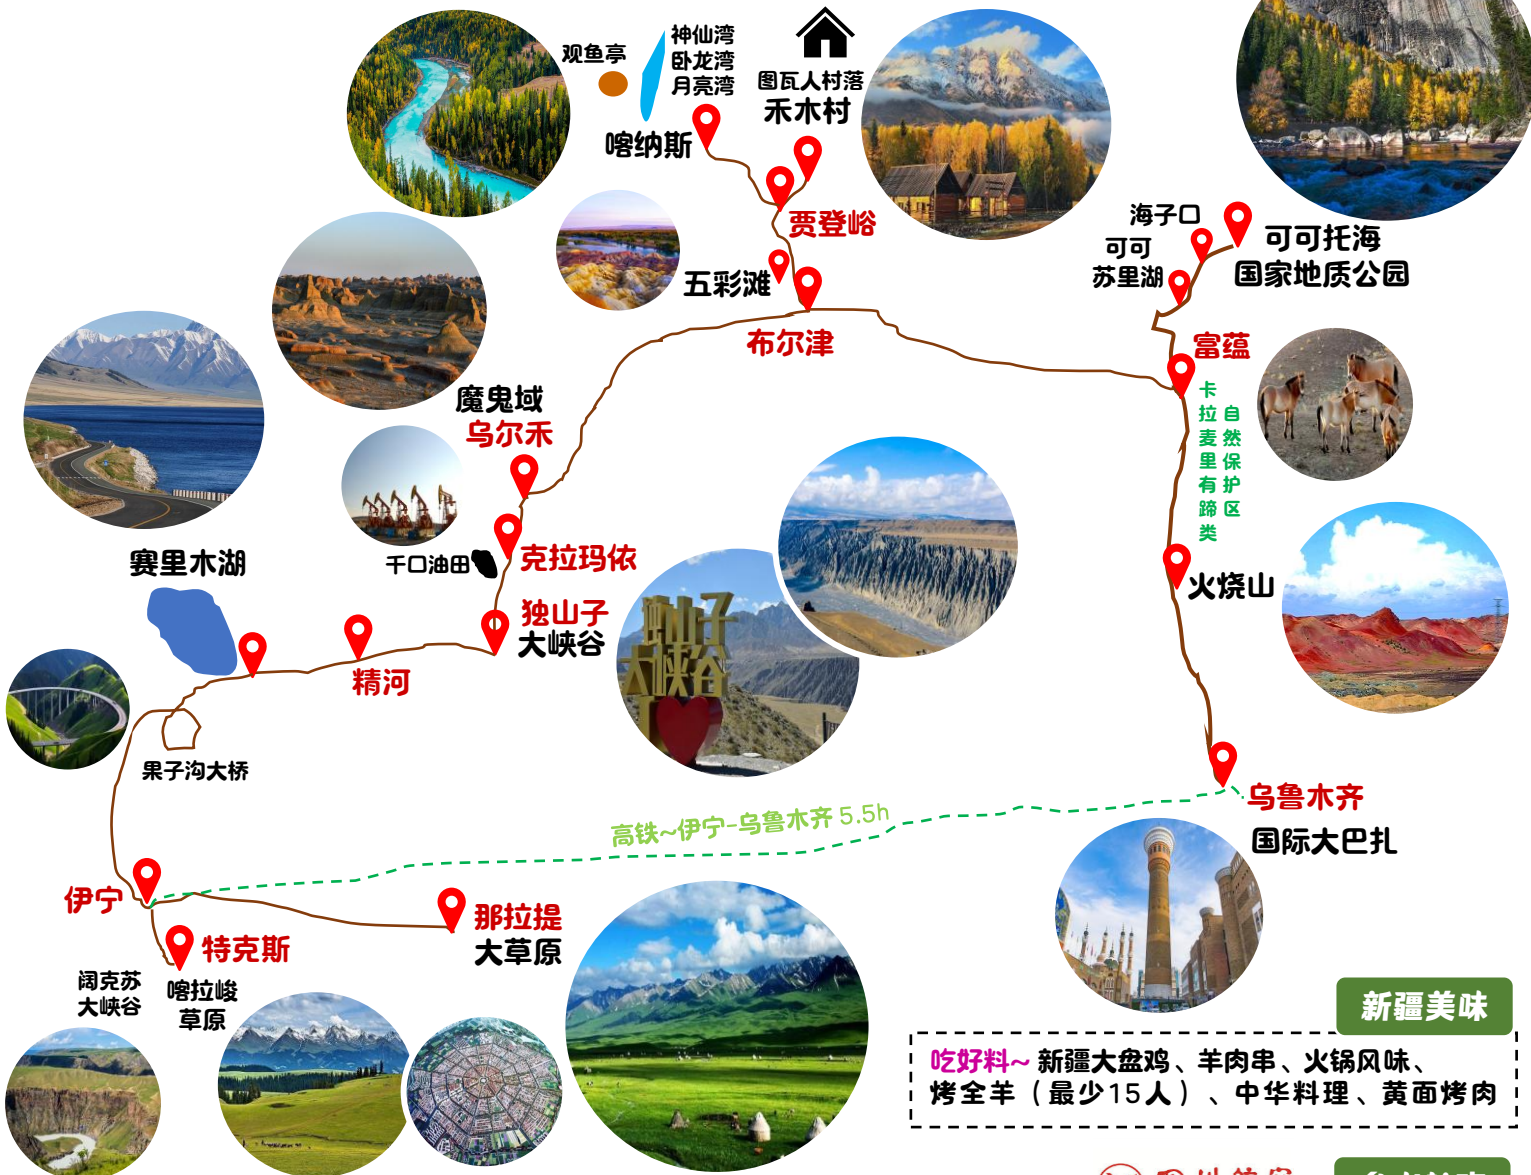 观鱼亭
神仙湾
卧龙湾
月亮湾
喀纳斯
图瓦人村落
禾木村
贾登峪
五彩滩
布尔津
海子口
可可
苏里湖
可可托海
国家地质公园
富蕴
卡拉麦里有蹄类
自然保护区
火烧山
魔鬼域
乌尔禾
千口油田
克拉玛依
独山子
大峡谷
独山子
大峡谷
赛里木湖
精河
果子沟大桥
高铁~伊宁-乌鲁木齐 5.5h
乌鲁木齐
国际大巴扎
伊宁
特克斯
阔克苏
大峡谷
喀拉峻
草原
那拉提
大草原
新疆美味
吃好料~ 新疆大盘鸡、羊肉串、火锅风味、
烤全羊（最少15人）、中华料理、黄面烤肉